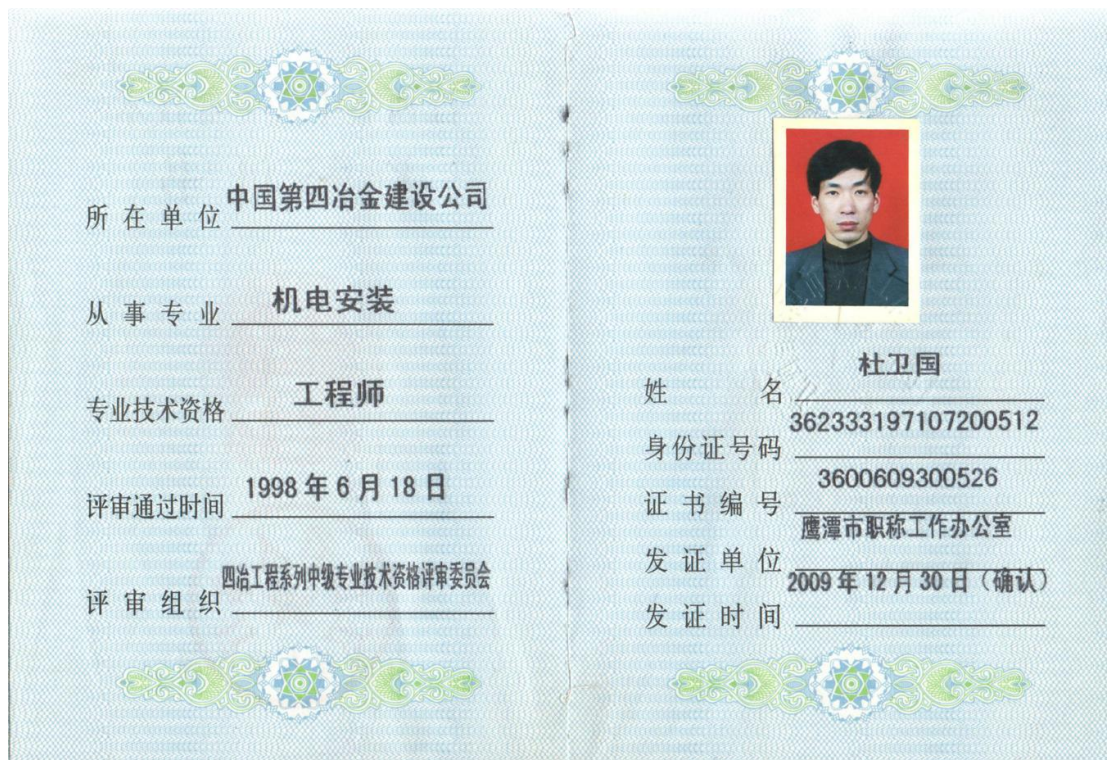 所在单位 中国第四冶金建设公司
从事专业 机电安装
专业技术资格 工程师
评审通过时间 1998年6月18日
评审组织 四冶工程系列中级专业技术资格评审委员会
姓名 杜卫国
身份证号码 362333197107200512
证书编号 3600609300526
发证单位 鹰潭市职称工作办公室
发证时间 2009年12月30日（确认）